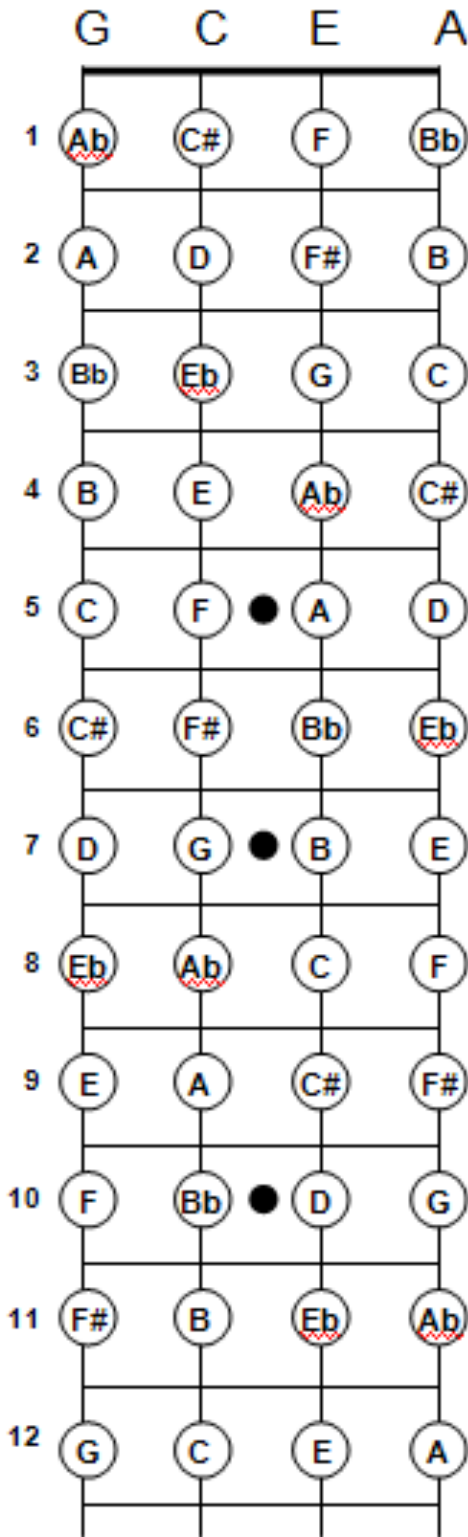 G C E A
1 Ab C# F Bb
2 A D F# B
3 Bb Eb G C
4 B E Ab C#
5 C F A D
6 C# F# Bb Eb
7 D G B E
8 Eb Ab C F
9 E A C# F#
10 F Bb D G
11 F# B Eb Ab
12 G C E A